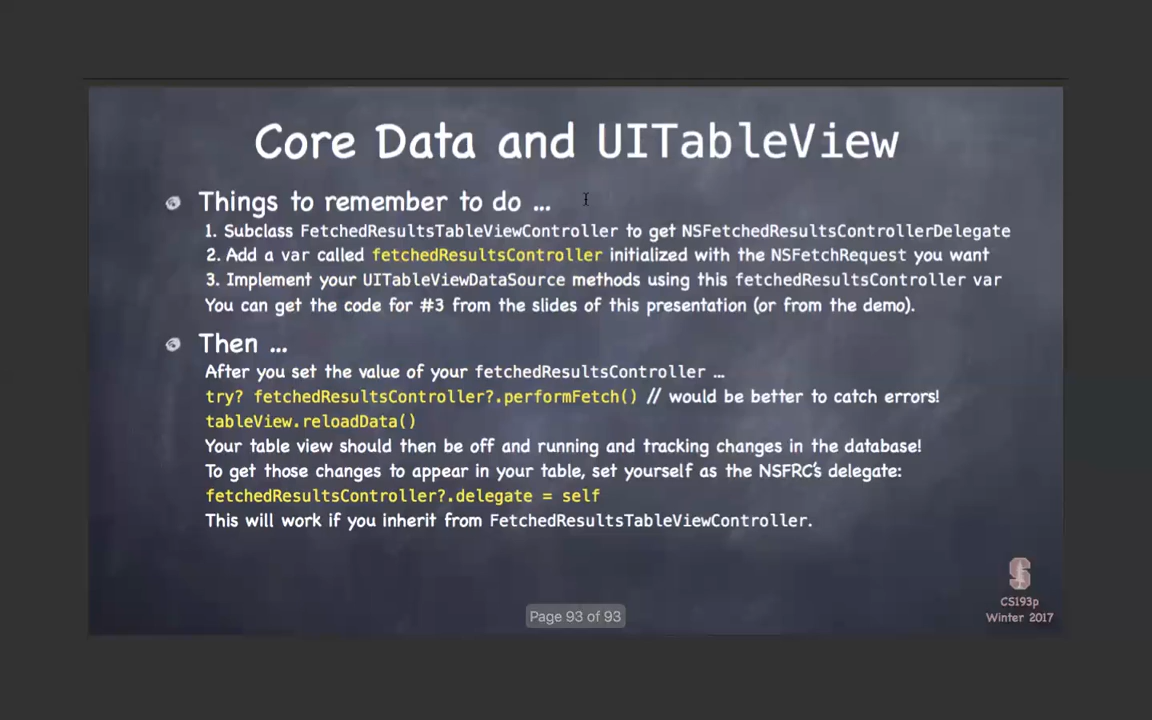 Core Data and UITableView
Things to remember to do ...
1. Subclass FetchedResultsTableViewController to get NSFetchedResultsControllerDelegate
2. Add a var called fetchedResultsController initialized with the NSFetchRequest you want
3. Implement your UITableViewDataSource methods using this fetchedResultsController var
You can get the code for #3 from the slides of this presentation (or from the demo).
Then ...
After you set the value of your fetchedResultsController ...
try? fetchedResultsController?.performFetch() // would be better to catch errors!
tableView.reloadData()
Your table view should then be off and running and tracking changes in the database!
To get those changes to appear in your table, set yourself as the NSFRC's delegate:
fetchedResultsController?.delegate = self
This will work if you inherit from FetchedResultsTableViewController.
S
CS193p
Winter 2017
Page 93 of 93